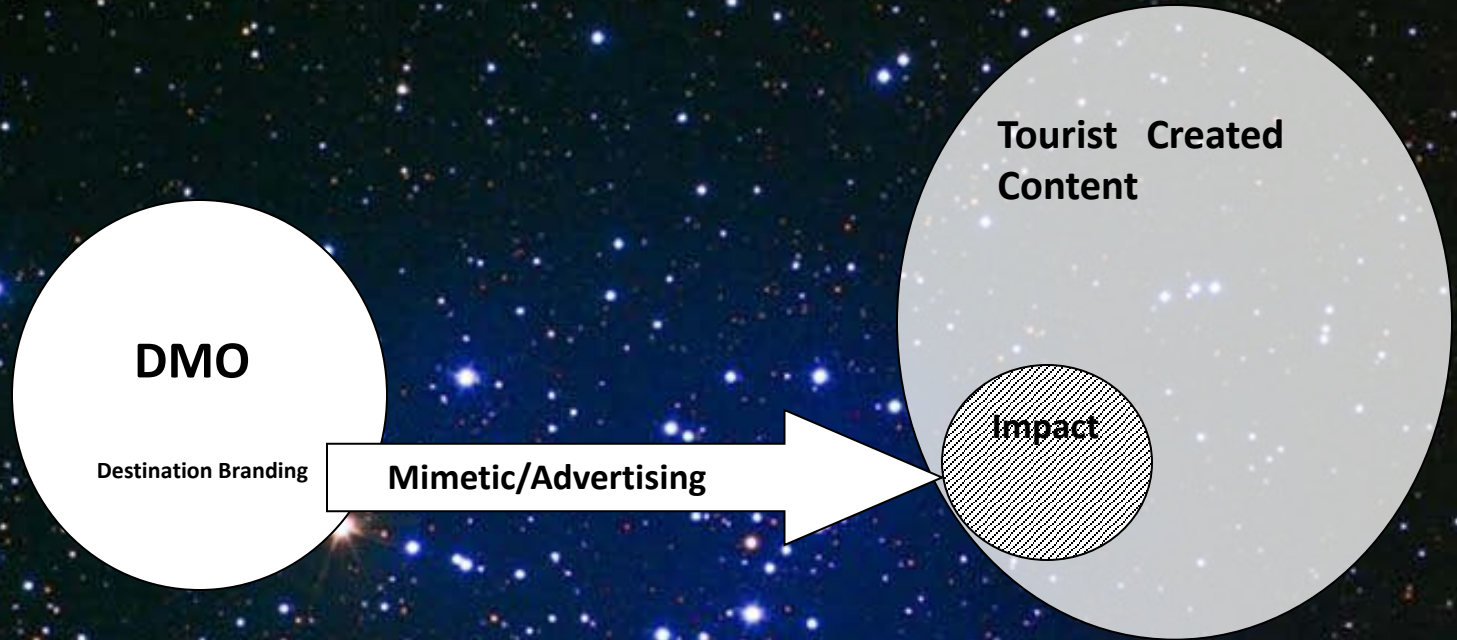 DMO
Destination Branding
Mimetic/Advertising
Tourist Created
Content
Impact